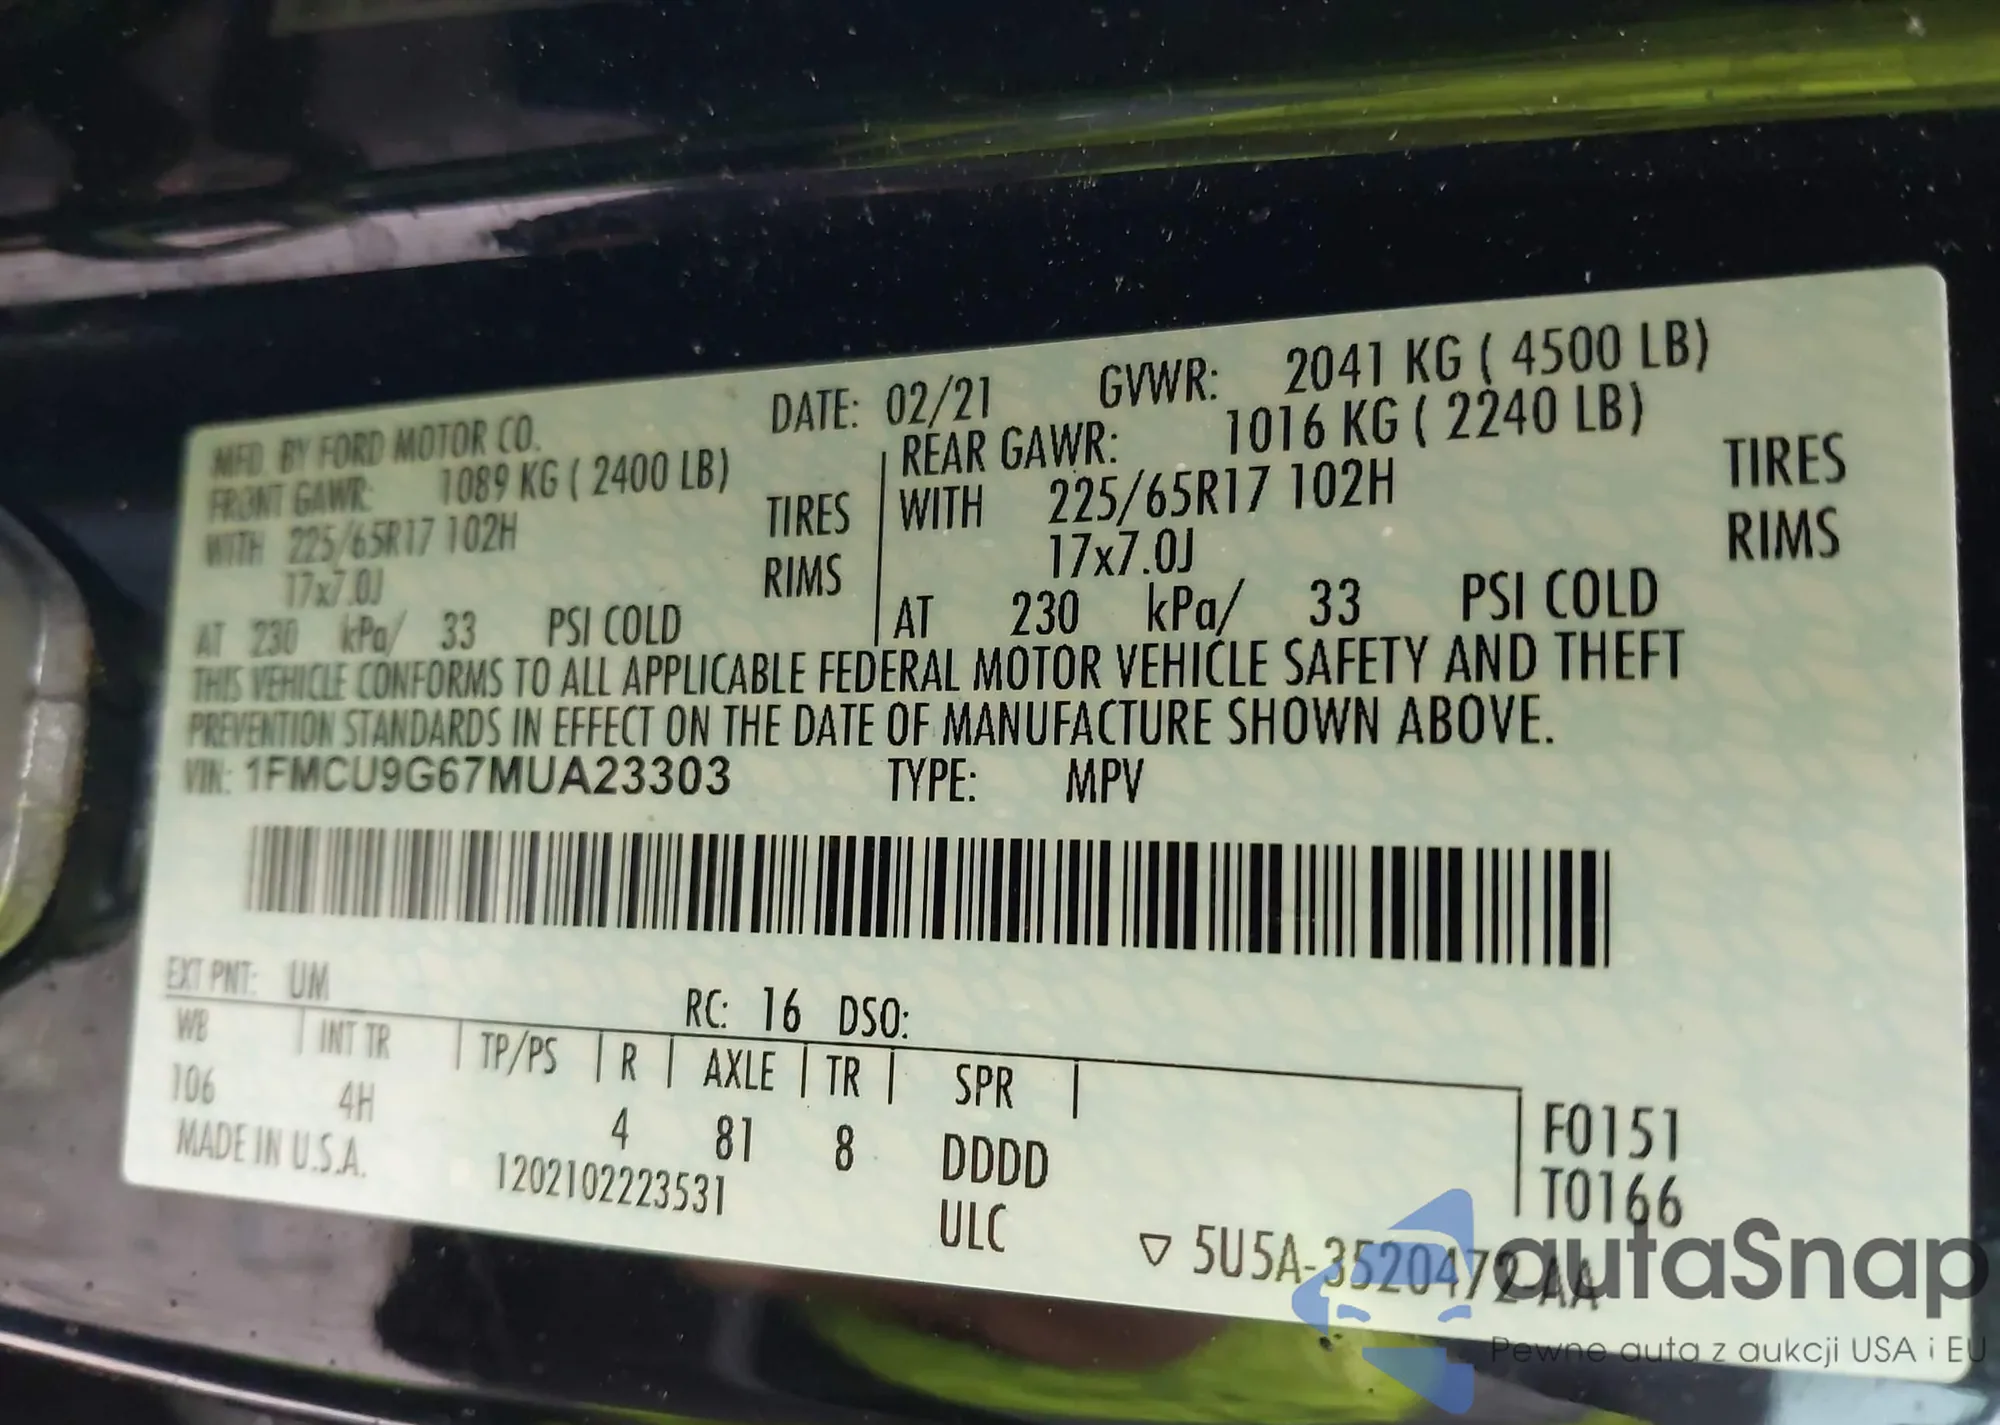 MFD. BY FORD MOTOR CO. DATE: 02/21 GVWR: 2041 KG ( 4500 LB)
FRONT GAWR: 1089 KG ( 2400 LB) REAR GAWR: 1016 KG ( 2240 LB)
WITH 225/65R17 102H TIRES WITH 225/65R17 102H TIRES
17x7.0J RIMS 17x7.0J RIMS
AT 230 kPa/ 33 PSI COLD AT 230 kPa/ 33 PSI COLD
THIS VEHICLE CONFORMS TO ALL APPLICABLE FEDERAL MOTOR VEHICLE SAFETY AND THEFT
PREVENTION STANDARDS IN EFFECT ON THE DATE OF MANUFACTURE SHOWN ABOVE.
VIN: 1FMCU9G67MUA23303 TYPE: MPV
EXT PNT: UM RC: 16 DSO:
WB INT TR TP/PS R AXLE TR SPR
106 4H 4 81 8 DDDD F0151
MADE IN U.S.A. 1202102223531 ULC T0166
▽ 5U5A-3520472-AA
autaSnap
Pewne auta z aukcji USA i EU